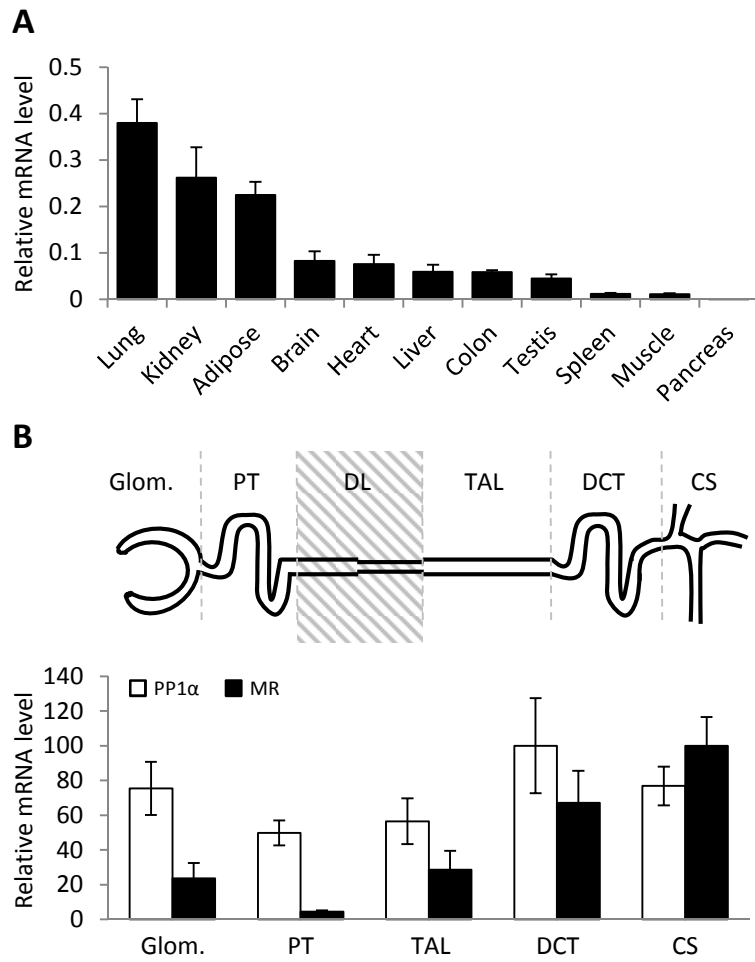 A
Relative mRNA level
0.5
0.4
0.3
0.2
0.1
0
Lung
Kidney
Adipose
Brain
Heart
Liver
Colon
Testis
Spleen
Muscle
Pancreas
B
Glom. PT DL TAL DCT CS
Relative mRNA level
140
120
100
80
60
40
20
0
PP1α MR
Glom. PT TAL DCT CS